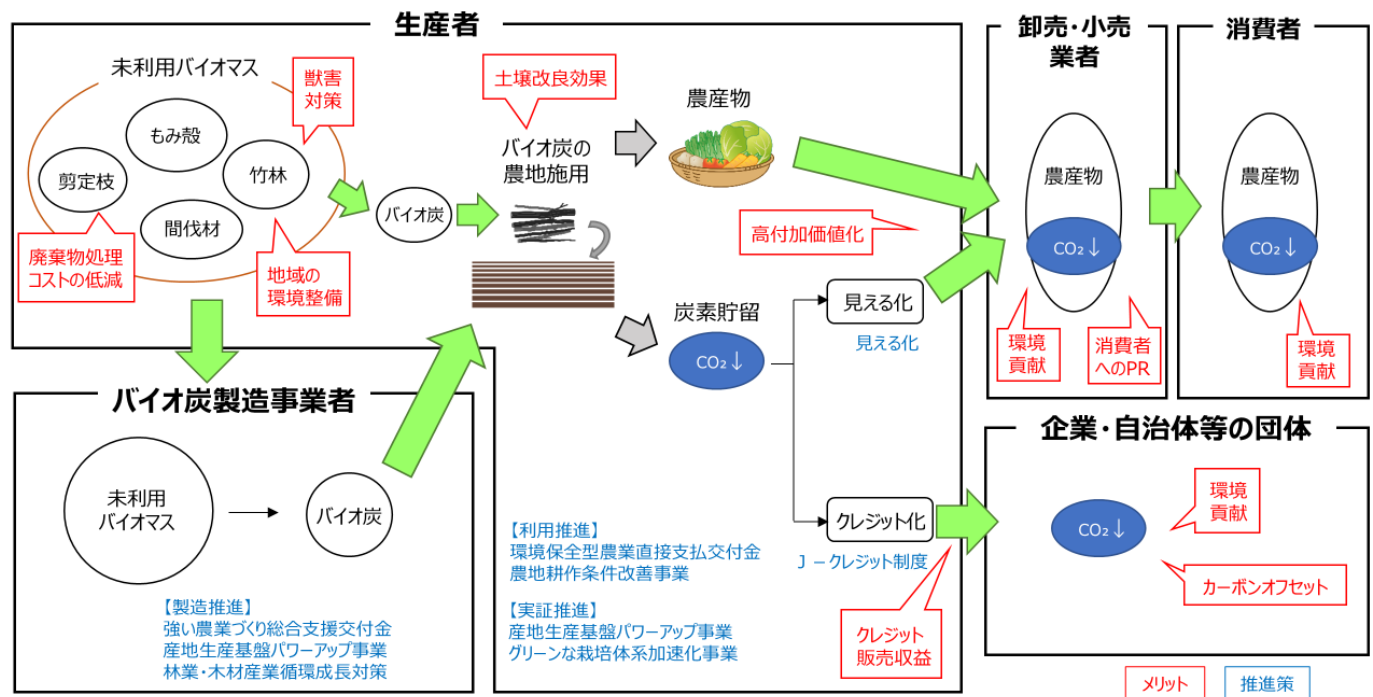 生産者
未利用バイオマス
獣害
対策
もみ殻
剪定枝
竹林
間伐材
廃棄物処理
コストの低減
地域の
環境整備
バイオ炭
土壌改良効果
バイオ炭の
農地施用
農産物
高付加価値化
炭素貯留
CO₂↓
見える化
見える化
クレジット化
J－クレジット制度
クレジット
販売収益
【利用推進】
環境保全型農業直接支払交付金
農地耕作条件改善事業
【実証推進】
産地生産基盤パワーアップ事業
グリーンな栽培体系加速化事業
バイオ炭製造事業者
未利用
バイオマス
バイオ炭
【製造推進】
強い農業づくり総合支援交付金
産地生産基盤パワーアップ事業
林業・木材産業循環成長対策
卸売・小売
業者
農産物
CO₂↓
環境
貢献
消費者
へのPR
消費者
農産物
CO₂↓
環境
貢献
企業・自治体等の団体
CO₂↓
環境
貢献
カーボンオフセット
メリット
推進策